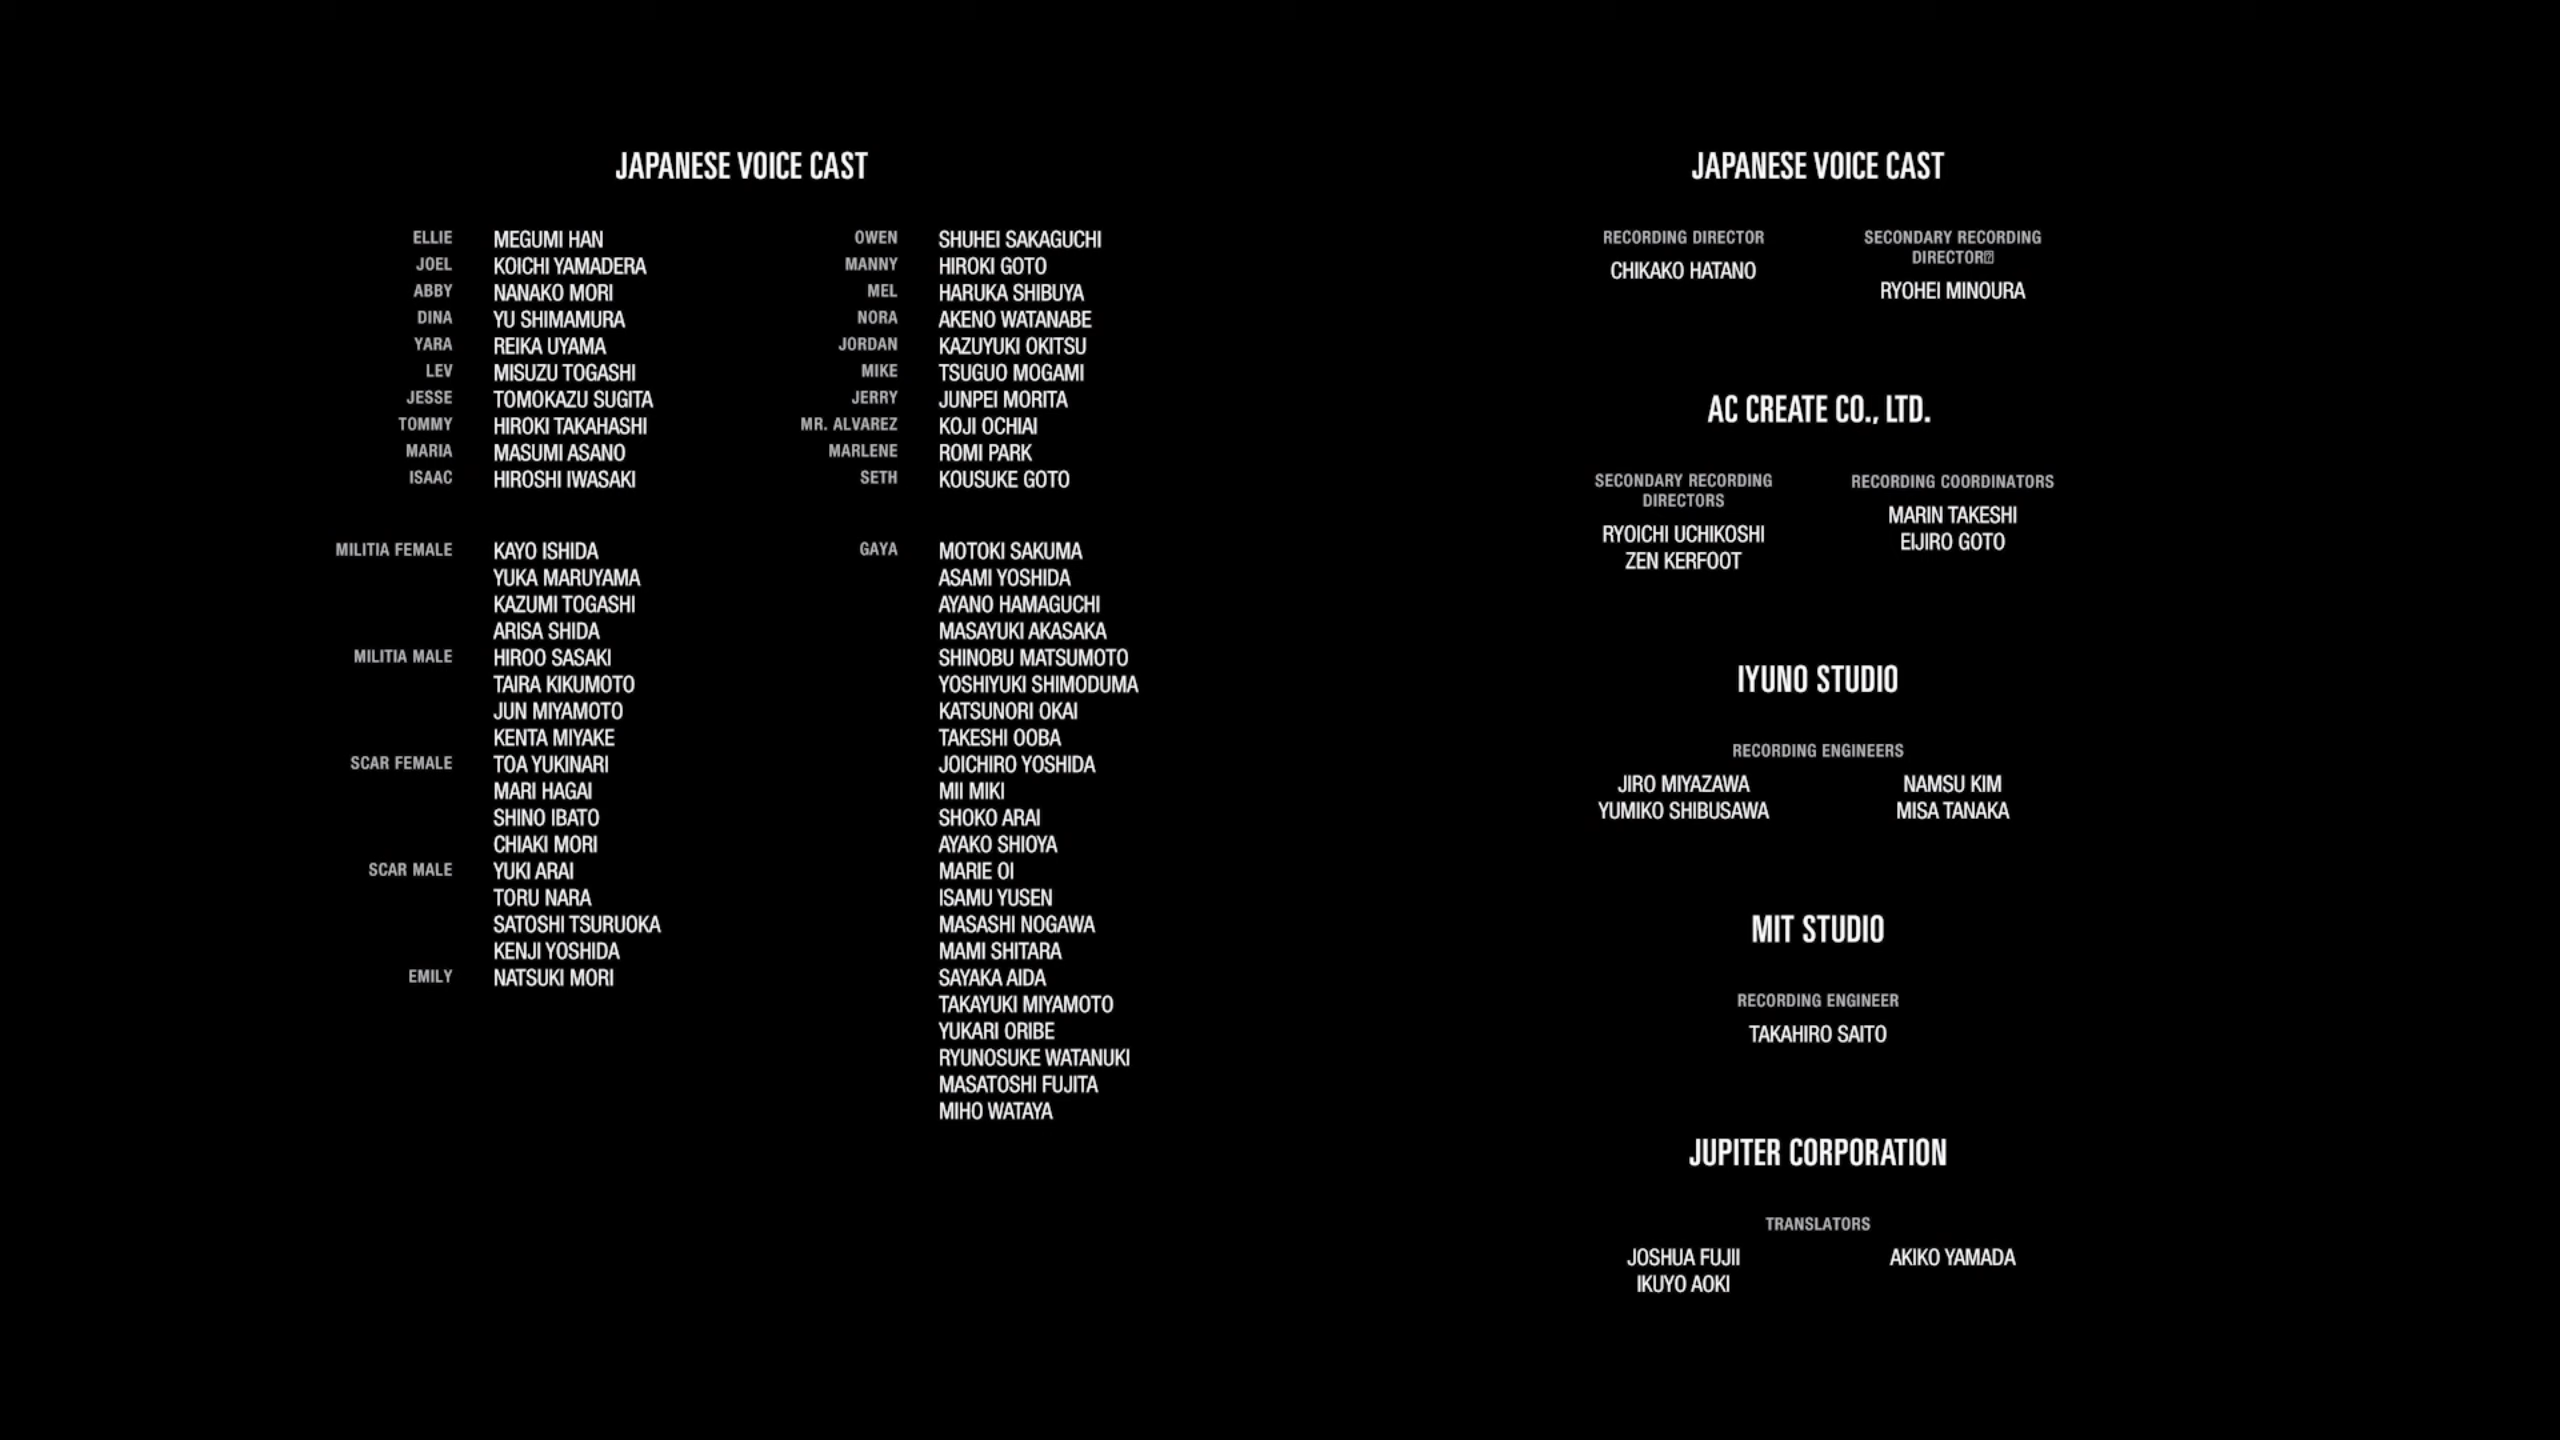 JAPANESE VOICE CAST
ELLIE MEGUMI HAN
JOEL KOICHI YAMADERA
ABBY NANAKO MORI
DINA YU SHIMAMURA
YARA REIKA UYAMA
LEV MISUZU TOGASHI
JESSE TOMOKAZU SUGITA
TOMMY HIROKI TAKAHASHI
MARIA MASUMI ASANO
ISAAC HIROSHI IWASAKI
OWEN SHUHEI SAKAGUCHI
MANNY HIROKI GOTO
MEL HARUKA SHIBUYA
NORA AKENO WATANABE
JORDAN KAZUYUKI OKITSU
MIKE TSUGUO MOGAMI
JERRY JUNPEI MORITA
MR. ALVAREZ KOJI OCHIAI
MARLENE ROMI PARK
SETH KOUSUKE GOTO
MILITIA FEMALE KAYO ISHIDA
YUKA MARUYAMA
KAZUMI TOGASHI
ARISA SHIDA
MILITIA MALE HIROO SASAKI
TAIRA KIKUMOTO
JUN MIYAMOTO
KENTA MIYAKE
SCAR FEMALE TOA YUKINARI
MARI HAGAI
SHINO IBATO
CHIAKI MORI
SCAR MALE YUKI ARAI
TORU NARA
SATOSHI TSURUOKA
KENJI YOSHIDA
EMILY NATSUKI MORI
GAYA MOTOKI SAKUMA
ASAMI YOSHIDA
AYANO HAMAGUCHI
MASAYUKI AKASAKA
SHINOBU MATSUMOTO
YOSHIYUKI SHIMODUMA
KATSUNORI OKAI
TAKESHI OOBA
JOICHIRO YOSHIDA
MII MIKI
SHOKO ARAI
AYAKO SHIOYA
MARIE OI
ISAMU YUSEN
MASASHI NOGAWA
MAMI SHITARA
SAYAKA AIDA
TAKAYUKI MIYAMOTO
YUKARI ORIBE
RYUNOSUKE WATANUKI
MASATOSHI FUJITA
MIHO WATAYA
JAPANESE VOICE CAST
RECORDING DIRECTOR
CHIKAKO HATANO
SECONDARY RECORDING
DIRECTOR
RYOHEI MINOURA
AC CREATE CO., LTD.
SECONDARY RECORDING
DIRECTORS
RYOICHI UCHIKOSHI
ZEN KERFOOT
RECORDING COORDINATORS
MARIN TAKESHI
EIJIRO GOTO
IYUNO STUDIO
RECORDING ENGINEERS
JIRO MIYAZAWA
YUMIKO SHIBUSAWA
NAMSU KIM
MISA TANAKA
MIT STUDIO
RECORDING ENGINEER
TAKAHIRO SAITO
JUPITER CORPORATION
TRANSLATORS
JOSHUA FUJII
IKUYO AOKI
AKIKO YAMADA